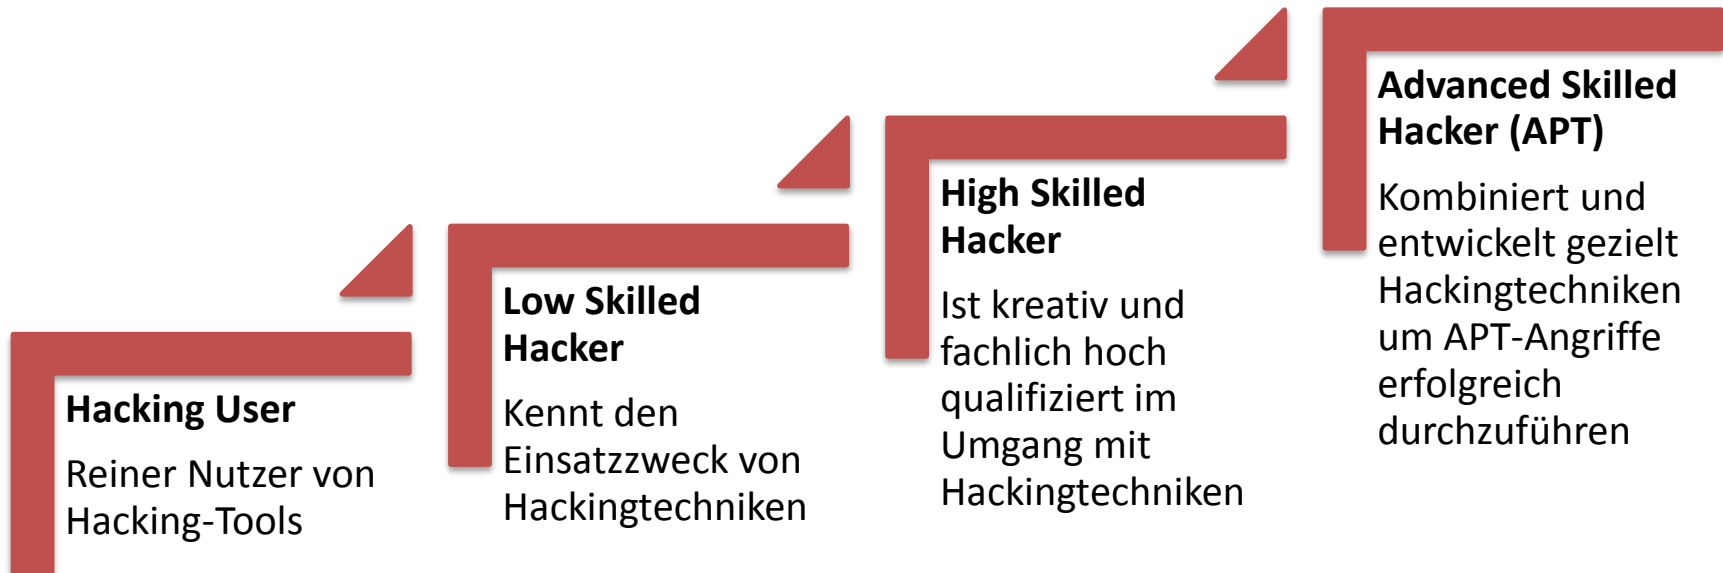 Hacking User
Reiner Nutzer von
Hacking-Tools
Low Skilled
Hacker
Kennt den
Einsatzzweck von
Hackingtechniken
High Skilled
Hacker
Ist kreativ und
fachlich hoch
qualifiziert im
Umgang mit
Hackingtechniken
Advanced Skilled
Hacker (APT)
Kombiniert und
entwickelt gezielt
Hackingtechniken
um APT-Angriffe
erfolgreich
durchzuführen